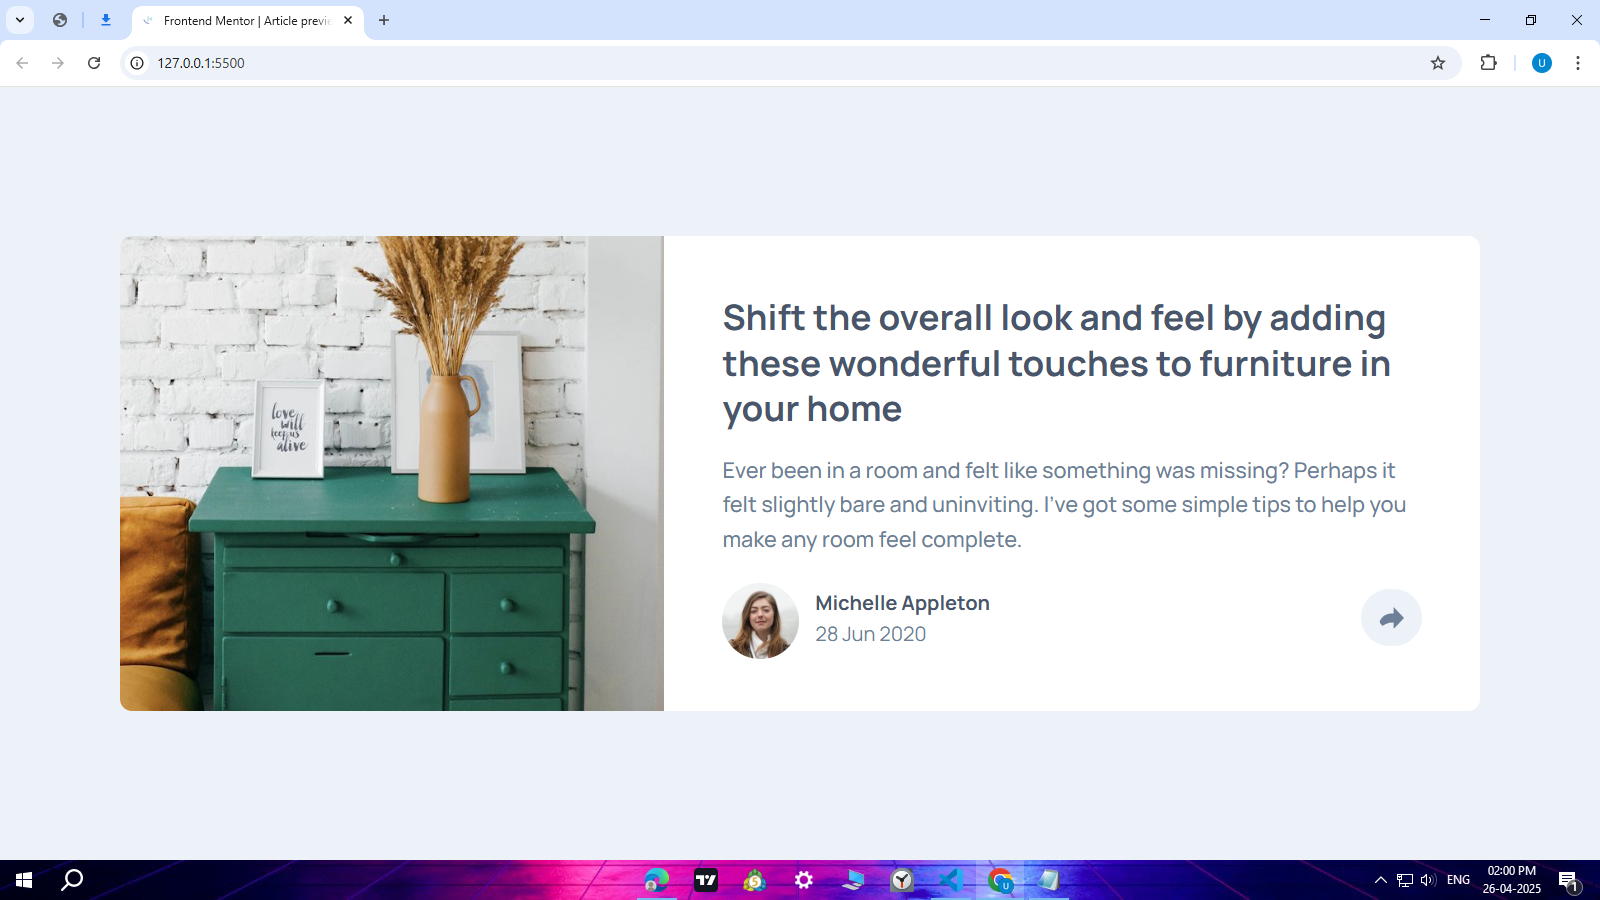 Frontend Mentor | Article previe
127.0.0.1:5500
U
love
will
keep us
alive
Shift the overall look and feel by adding
these wonderful touches to furniture in
your home
Ever been in a room and felt like something was missing? Perhaps it
felt slightly bare and uninviting. I've got some simple tips to help you
make any room feel complete.
Michelle Appleton
28 Jun 2020
U
ENG
02:00 PM
26-04-2025
1